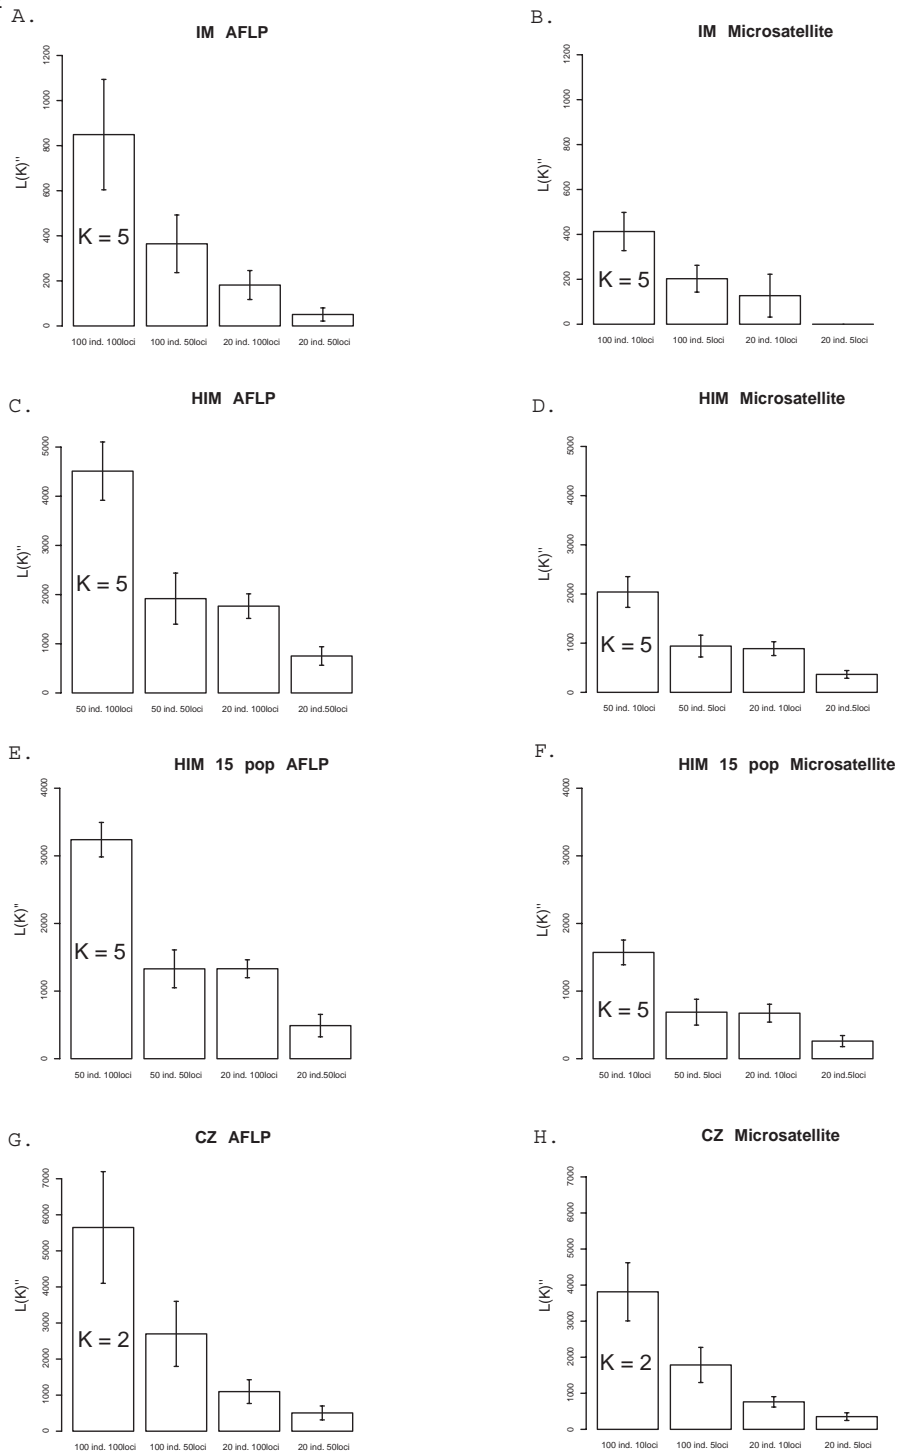 A.
IM AFLP
L(K)''
1200
1000
800
600
400
200
0
K = 5
100 ind. 100loci
100 ind. 50loci
20 ind. 100loci
20 ind. 50loci
B.
IM Microsatellite
L(K)''
1200
1000
800
600
400
200
0
K = 5
100 ind. 10loci
100 ind. 5loci
20 ind. 10loci
20 ind. 5loci
C.
HIM AFLP
L(K)''
5000
4000
3000
2000
1000
0
K = 5
50 ind. 100loci
50 ind. 50loci
20 ind. 100loci
20 ind.50loci
D.
HIM Microsatellite
L(K)''
5000
4000
3000
2000
1000
0
K = 5
50 ind. 10loci
50 ind. 5loci
20 ind. 10loci
20 ind.5loci
E.
HIM 15 pop AFLP
L(K)''
4000
3000
2000
1000
0
K = 5
50 ind. 100loci
50 ind. 50loci
20 ind. 100loci
20 ind.50loci
F.
HIM 15 pop Microsatellite
L(K)''
4000
3000
2000
1000
0
K = 5
50 ind. 10loci
50 ind. 5loci
20 ind. 10loci
20 ind.5loci
G.
CZ AFLP
L(K)''
7000
6000
5000
4000
3000
2000
1000
0
K = 2
100 ind. 100loci
100 ind. 50loci
20 ind. 100loci
20 ind. 50loci
H.
CZ Microsatellite
L(K)''
7000
6000
5000
4000
3000
2000
1000
0
K = 2
100 ind. 10loci
100 ind. 5loci
20 ind. 10loci
20 ind. 5loci